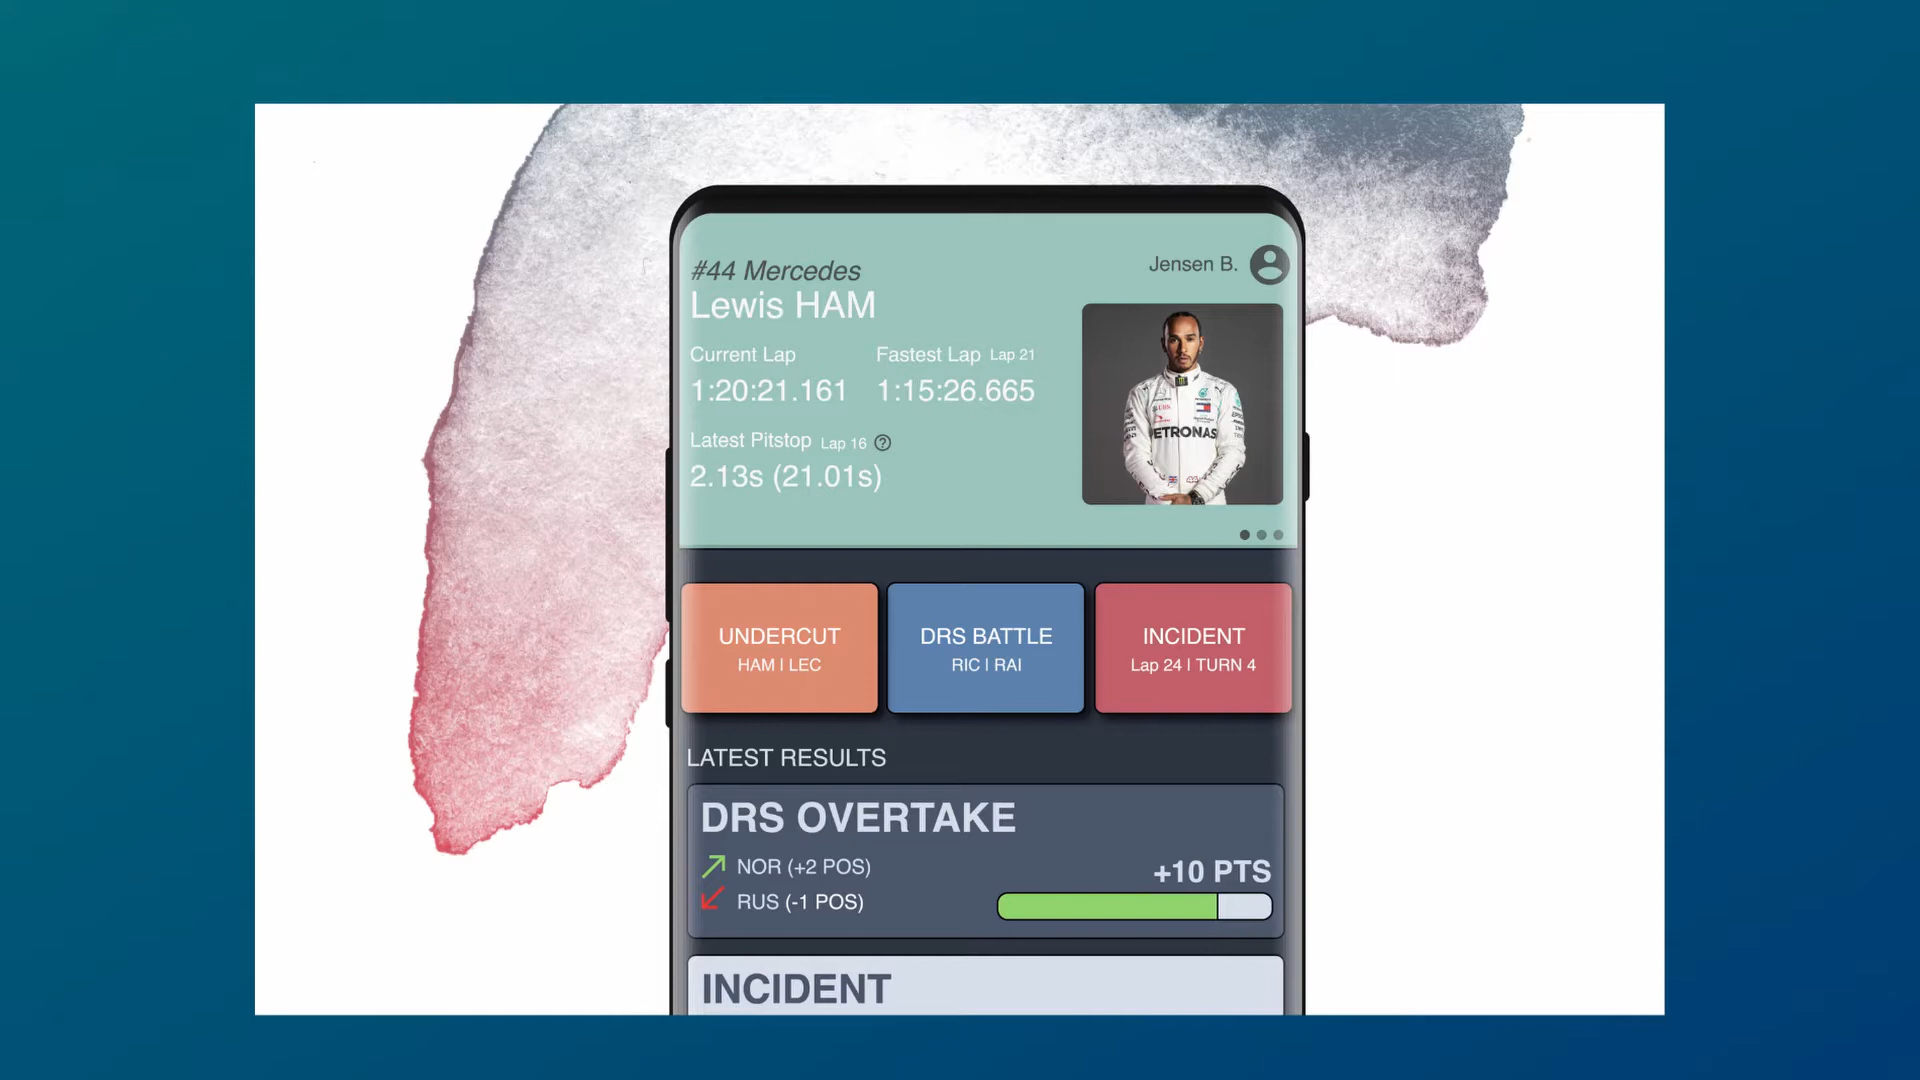 #44 Mercedes
Jensen B.
Lewis HAM
Current Lap
Fastest Lap Lap 21
1:20:21.161
1:15:26.665
Latest Pitstop Lap 16 ?
2.13s (21.01s)
PETRONAS
UNDERCUT
HAM | LEC
DRS BATTLE
RIC | RAI
INCIDENT
Lap 24 | TURN 4
LATEST RESULTS
DRS OVERTAKE
NOR (+2 POS)
RUS (-1 POS)
+10 PTS
INCIDENT